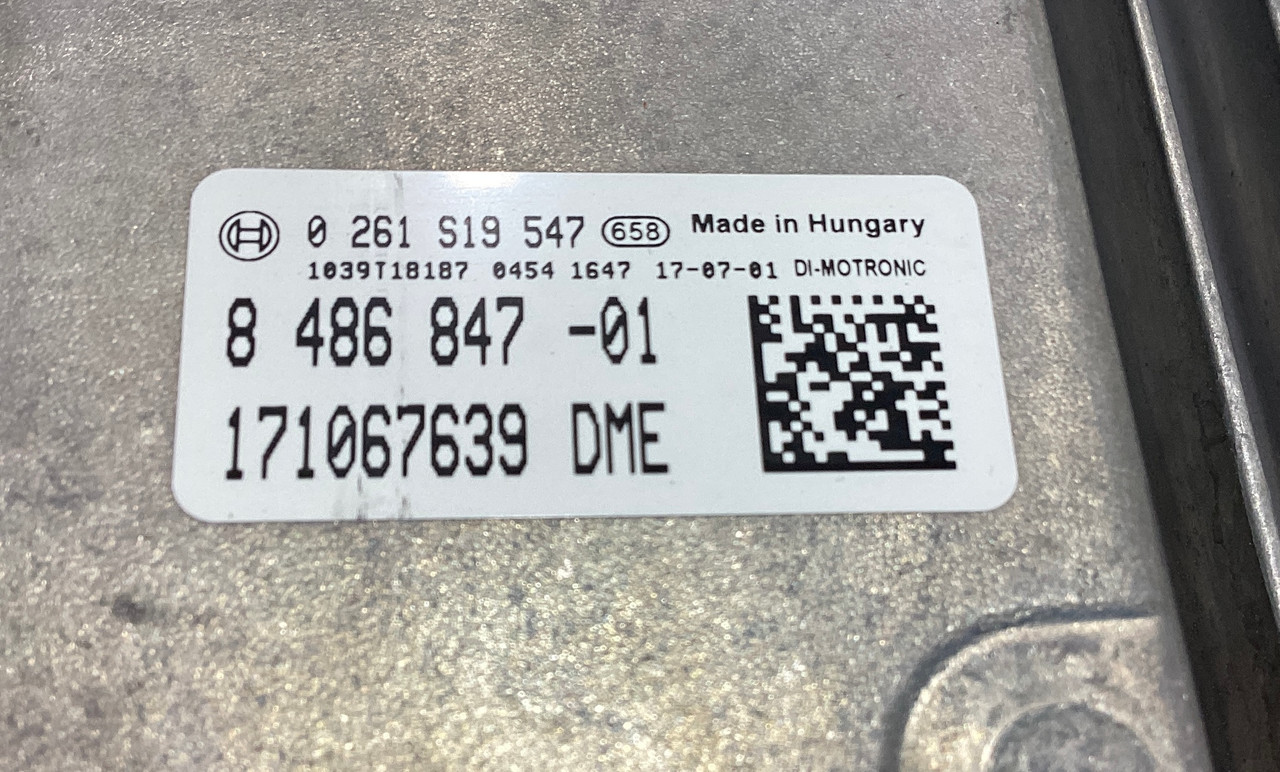 0 261 S19 547 658 Made in Hungary
1039T18187 0454 1647 17-07-01 DI-MOTRONIC
8 486 847 -01
171067639 DME